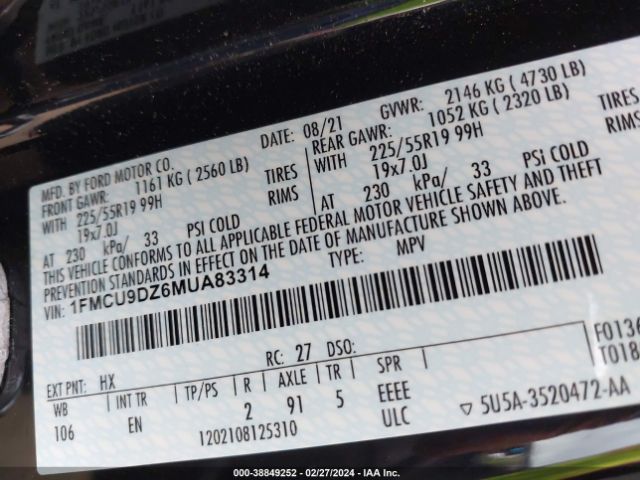 MFD. BY FORD MOTOR CO.
DATE: 08/21
GVWR: 2146 KG ( 4730 LB)
FRONT GAWR: 1161 KG ( 2560 LB)
REAR GAWR: 1052 KG ( 2320 LB)
WITH 225/55R19 99H TIRES
WITH 225/55R19 99H TIRES
19x7.0J RIMS
19x7.0J RIMS
AT 230 kPa/ 33 PSI COLD
AT 230 kPa/ 33 PSI COLD
THIS VEHICLE CONFORMS TO ALL APPLICABLE FEDERAL MOTOR VEHICLE SAFETY AND THEFT
PREVENTION STANDARDS IN EFFECT ON THE DATE OF MANUFACTURE SHOWN ABOVE.
VIN: 1FMCU9DZ6MUA83314
TYPE: MPV
EXT PNT: HX RC: 27 DSO:
WB INT TR TP/PS R AXLE TR SPR
106 EN 2 91 5 EEEE
1202108125310 ULC
F0136
T018
5U5A-3520472-AA
000-38849252 - 02/27/2024 - IAA Inc.